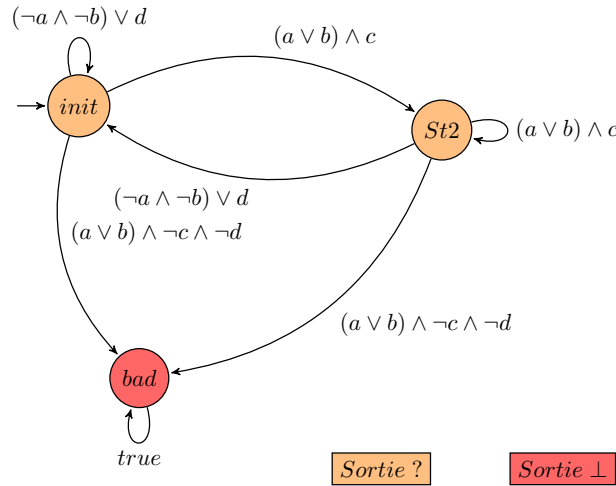 (¬a ∧ ¬b) ∨ d
(a ∨ b) ∧ c
init
St2
(a ∨ b) ∧ c
(¬a ∧ ¬b) ∨ d
(a ∨ b) ∧ ¬c ∧ ¬d
(a ∨ b) ∧ ¬c ∧ ¬d
bad
true
Sortie ?
Sortie ⊥